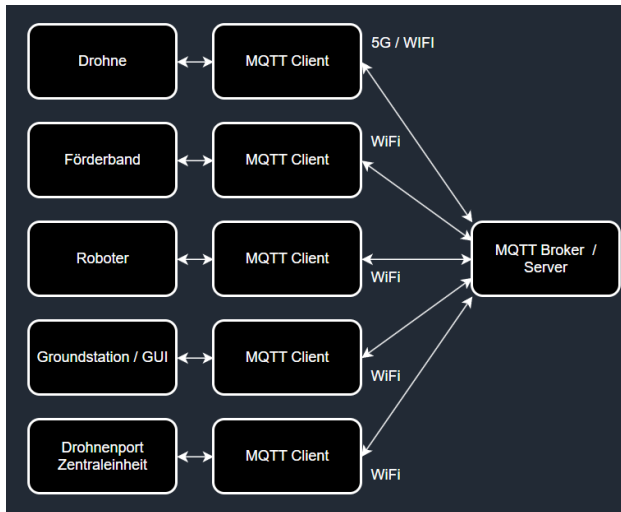 Drohne
MQTT Client
5G / WIFI
Förderband
MQTT Client
WiFi
Roboter
MQTT Client
WiFi
MQTT Broker /
Server
Groundstation / GUI
MQTT Client
WiFi
Drohnenport
Zentraleinheit
MQTT Client
WiFi